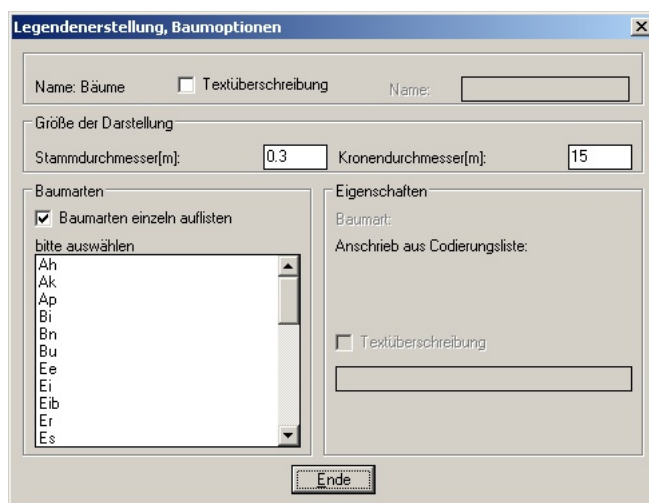 Legendenerstellung, Baumoptionen
Name: Bäume Textüberschreibung Name:
Größe der Darstellung
Stammdurchmesser[m]: 0.3 Kronendurchmesser[m]: 15
Baumarten
Baumarten einzeln auflisten
bitte auswählen
Ah
Ak
Ap
Bi
Bn
Bu
Ee
Ei
Eib
Er
Es
Eigenschaften
Baumart:
Anschrieb aus Codierungsliste:
Textüberschreibung
Ende